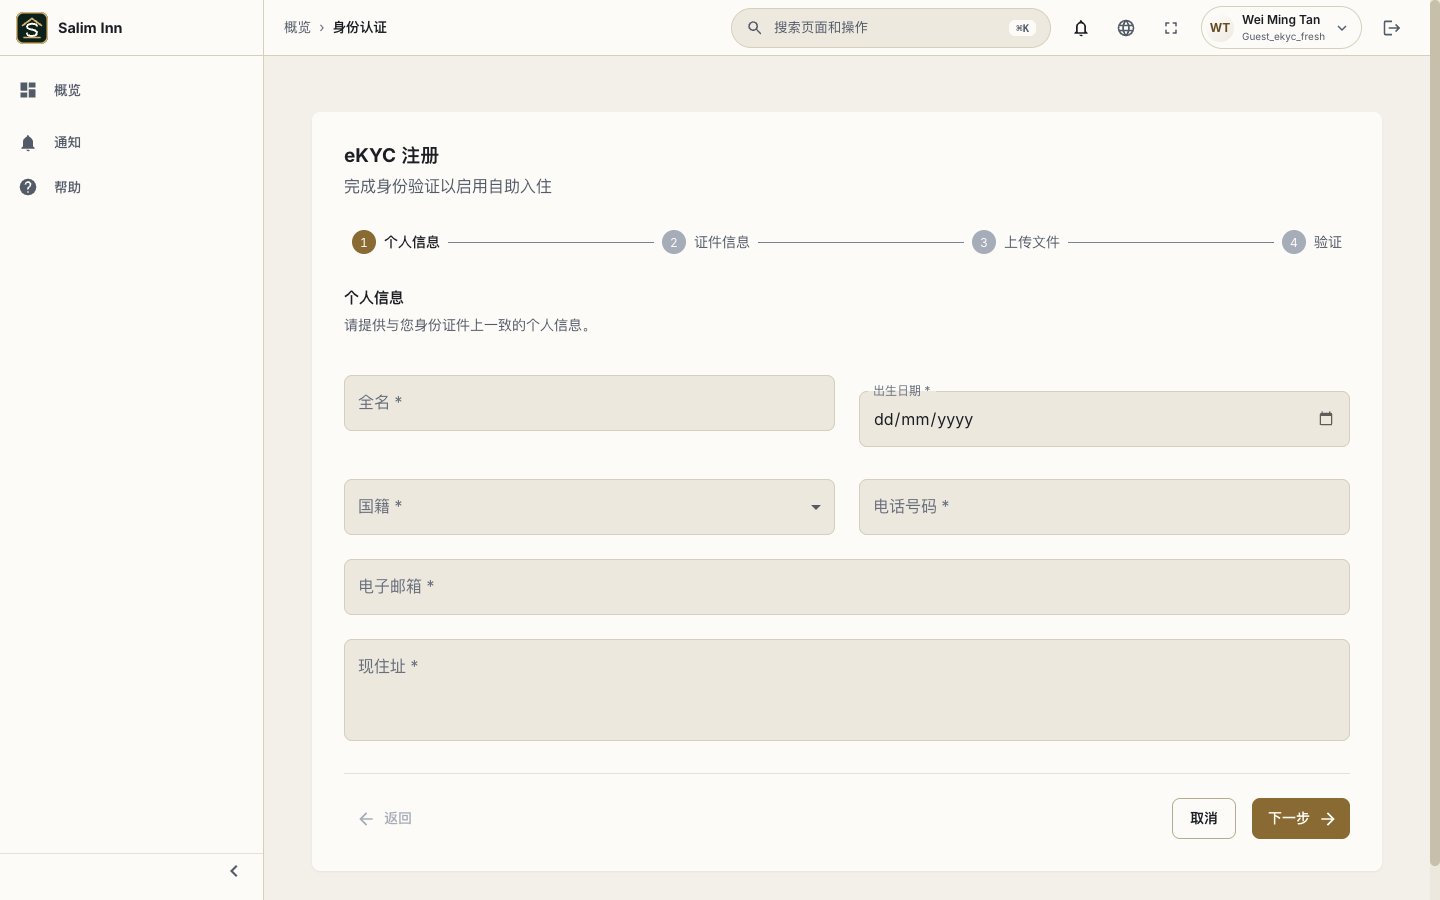 Salim Inn
概览 › 身份认证
搜索页面和操作
⌘K
WT
Wei Ming Tan
Guest_ekyc_fresh
概览
通知
帮助
eKYC 注册
完成身份验证以启用自助入住
1 个人信息
2 证件信息
3 上传文件
4 验证
个人信息
请提供与您身份证件上一致的个人信息。
全名 *
出生日期 *
dd/mm/yyyy
国籍 *
电话号码 *
电子邮箱 *
现住址 *
返回
取消
下一步